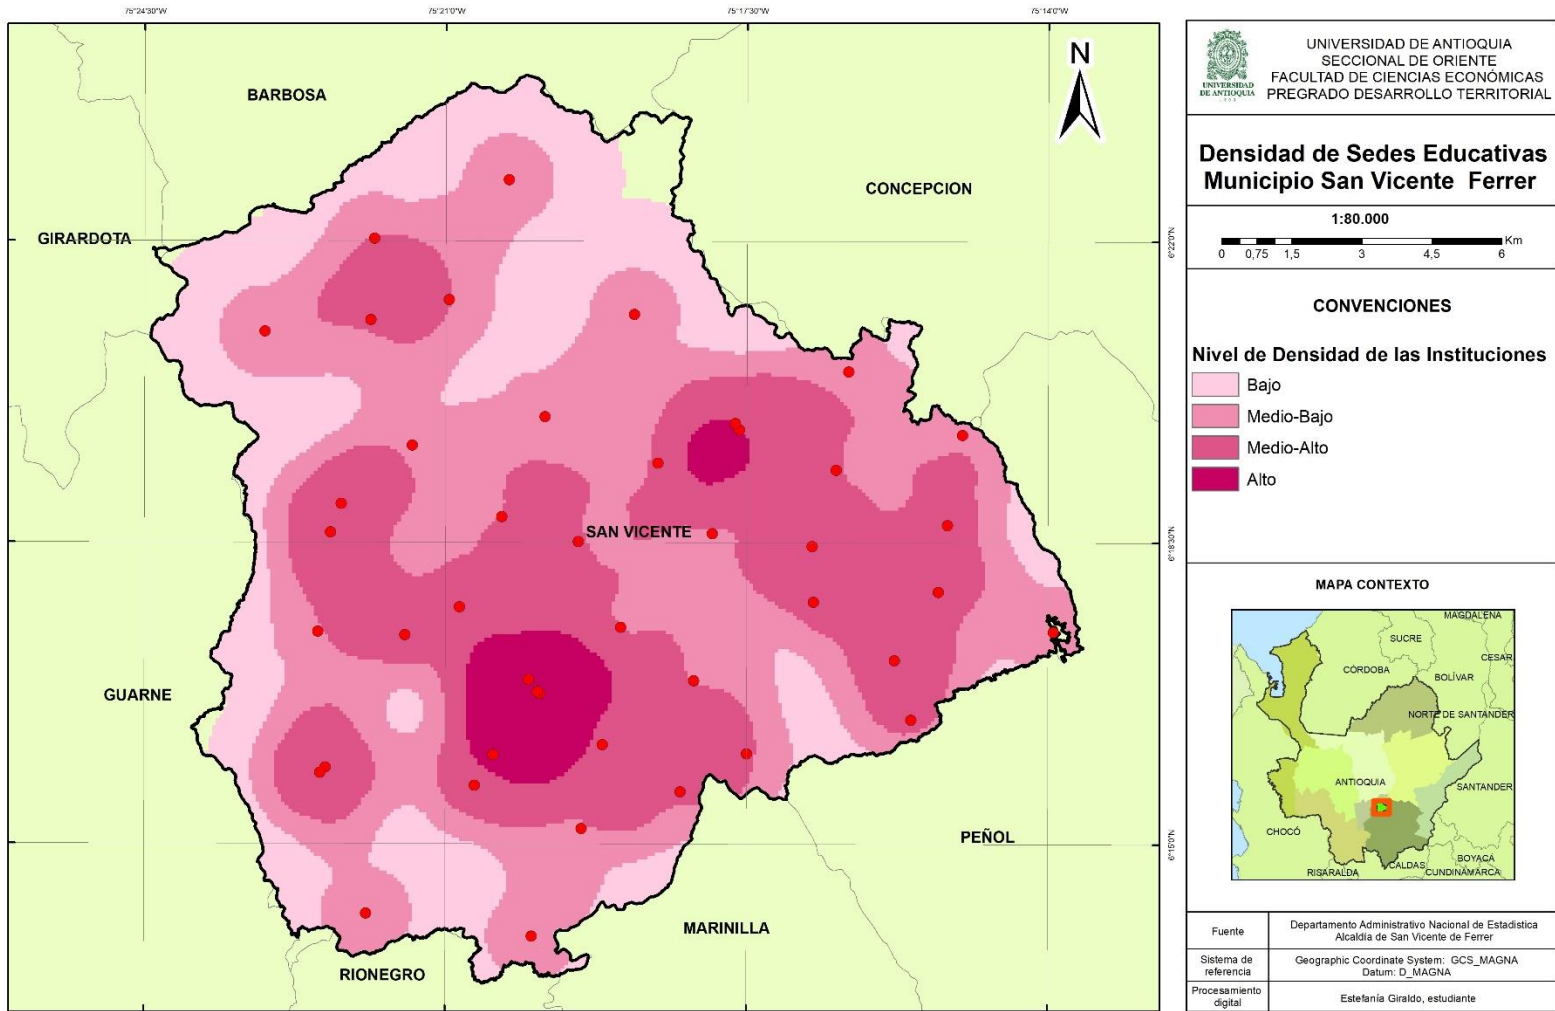 75°24'30"W
75°21'0"W
75°17'30"W
75°14'0"W
BARBOSA
N
CONCEPCION
GIRARDOTA
6°22'0"N
SAN VICENTE
6°18'30"N
GUARNE
PEÑOL
6°15'0"N
MARINILLA
RIONEGRO
UNIVERSIDAD
DE ANTIOQUIA
UNIVERSIDAD DE ANTIOQUIA
SECCIONAL DE ORIENTE
FACULTAD DE CIENCIAS ECONÓMICAS
PREGRADO DESARROLLO TERRITORIAL
Densidad de Sedes Educativas
Municipio San Vicente Ferrer
1:80.000
Km
0 0,75 1,5 3 4,5 6
CONVENCIONES
Nivel de Densidad de las Instituciones
Bajo
Medio-Bajo
Medio-Alto
Alto
MAPA CONTEXTO
MAGDALENA
SUCRE
CESAR
CÓRDOBA
BOLÍVAR
NORTE DE SANTANDER
ANTIOQUIA
SANTANDER
CHOCÓ
BOYACÁ
CALDAS
RISARALDA
CUNDINAMARCA
Fuente
Departamento Administrativo Nacional de Estadistica
Alcaldía de San Vicente de Ferrer
Sistema de
referencia
Geographic Coordinate System: GCS_MAGNA
Datum: D_MAGNA
Procesamiento
digital
Estefanía Giraldo, estudiante